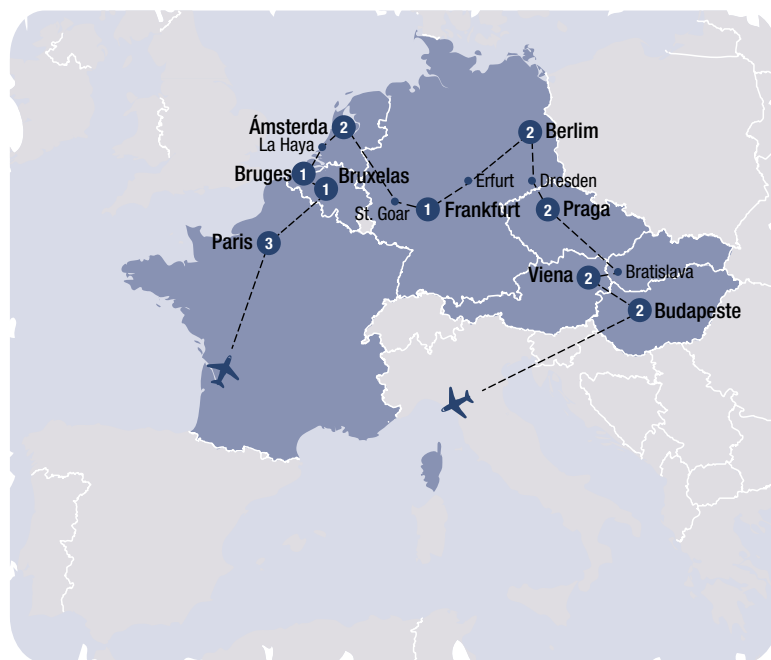 Ámsterda 2
La Haya
2 Berlim
Bruges 1
1 Bruxelas
Erfurt
Dresden
St. Goar
1 Frankfurt
2 Praga
Paris 3
Viena 2
Bratislava
2 Budapeste